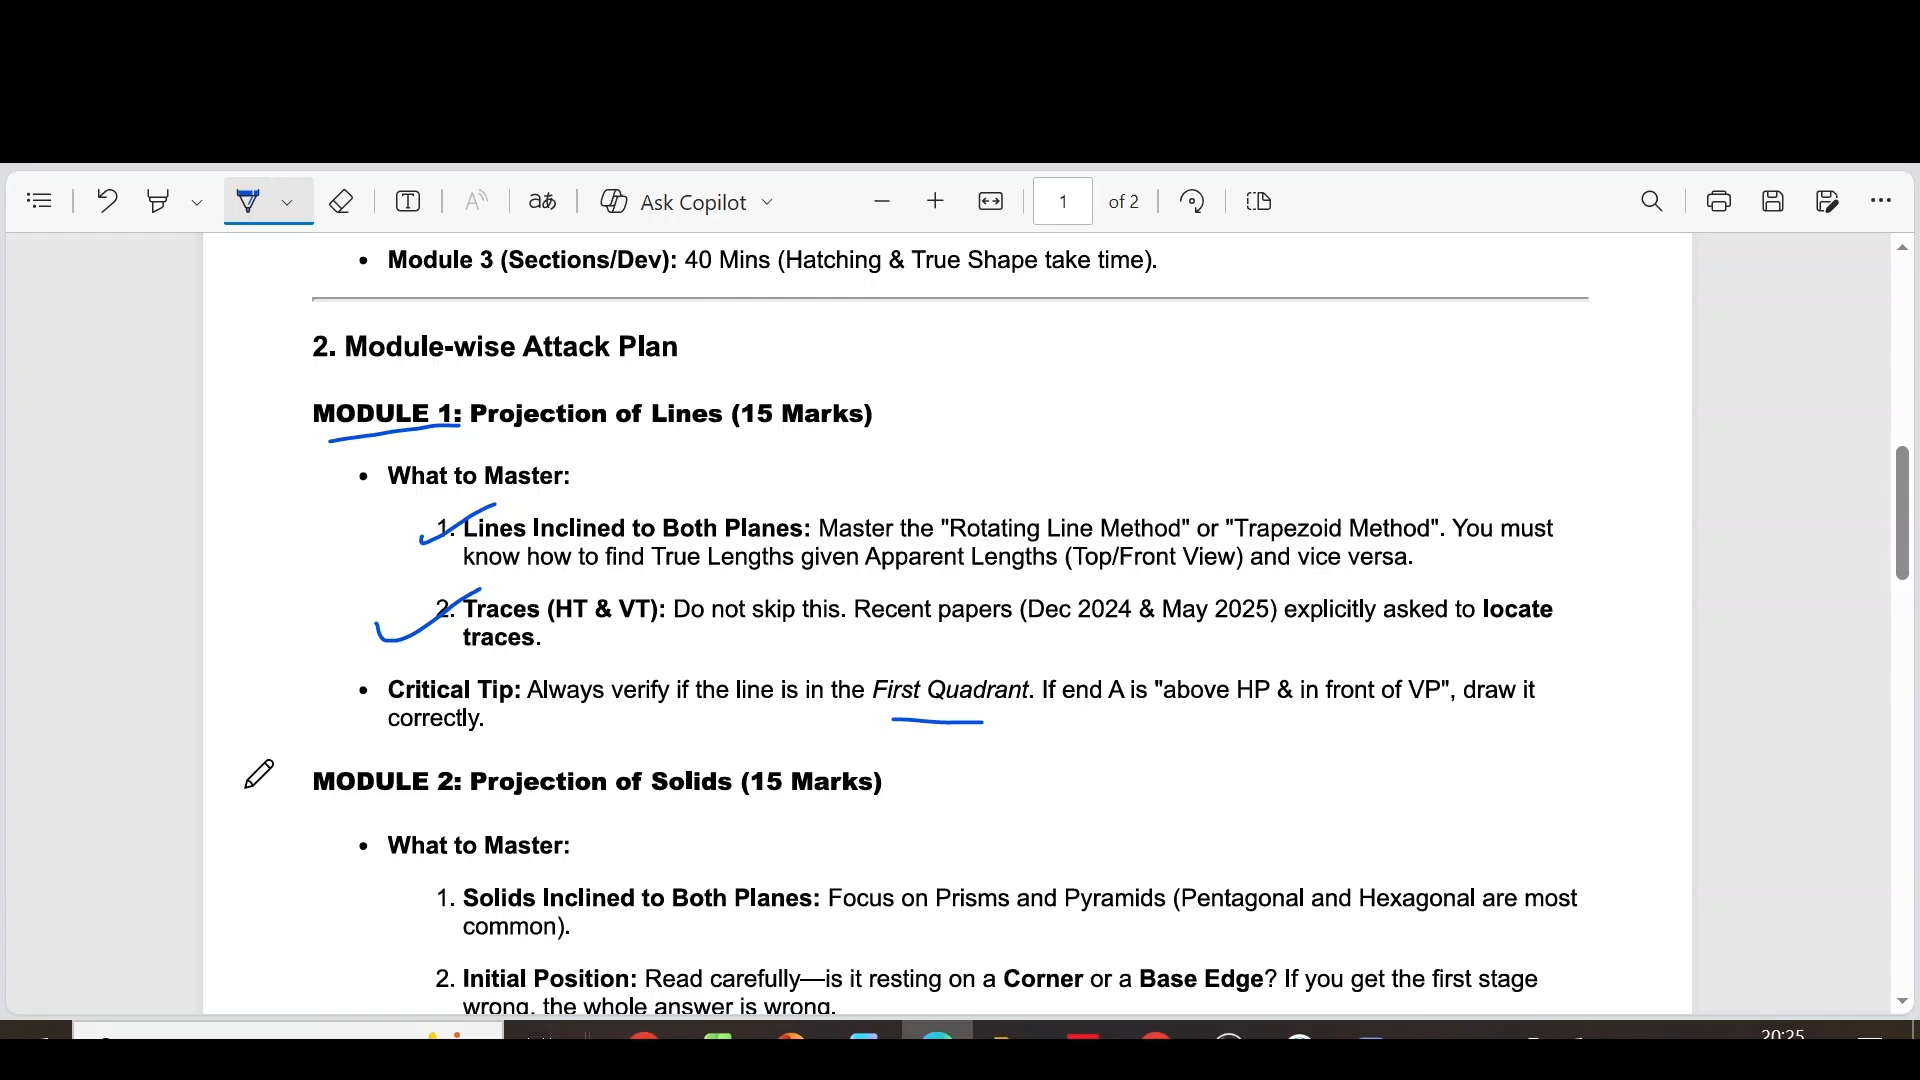 Ask Copilot
1 of 2
• Module 3 (Sections/Dev): 40 Mins (Hatching & True Shape take time).
2. Module-wise Attack Plan
MODULE 1: Projection of Lines (15 Marks)
• What to Master:
1. Lines Inclined to Both Planes: Master the "Rotating Line Method" or "Trapezoid Method". You must
know how to find True Lengths given Apparent Lengths (Top/Front View) and vice versa.
2. Traces (HT & VT): Do not skip this. Recent papers (Dec 2024 & May 2025) explicitly asked to locate
traces.
• Critical Tip: Always verify if the line is in the First Quadrant. If end A is "above HP & in front of VP", draw it
correctly.
MODULE 2: Projection of Solids (15 Marks)
• What to Master:
1. Solids Inclined to Both Planes: Focus on Prisms and Pyramids (Pentagonal and Hexagonal are most
common).
2. Initial Position: Read carefully—is it resting on a Corner or a Base Edge? If you get the first stage
wrong, the whole answer is wrong.
20:25